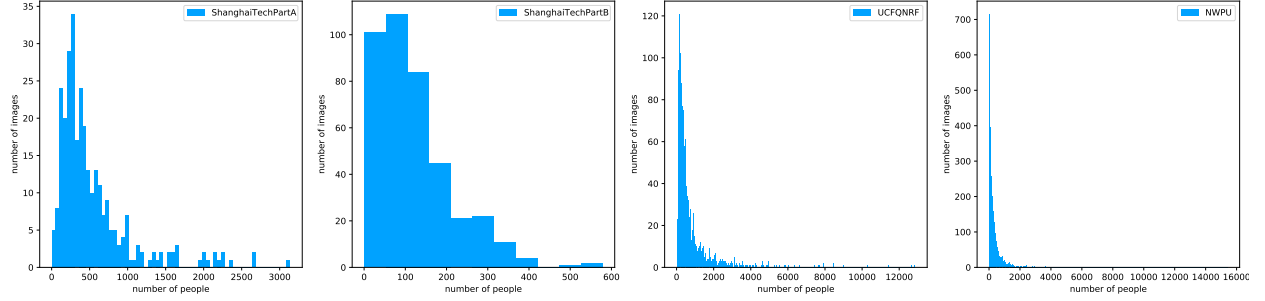 ShanghaiTechPartA
number of images
35
30
25
20
15
10
5
0
0 500 1000 1500 2000 2500 3000
number of people
ShanghaiTechPartB
number of images
100
80
60
40
20
0
0 100 200 300 400 500 600
number of people
UCFQNRF
number of images
120
100
80
60
40
20
0
0 2000 4000 6000 8000 10000 12000
number of people
NWPU
number of images
700
600
500
400
300
200
100
0
0 2000 4000 6000 8000 10000 12000 14000 16000
number of people